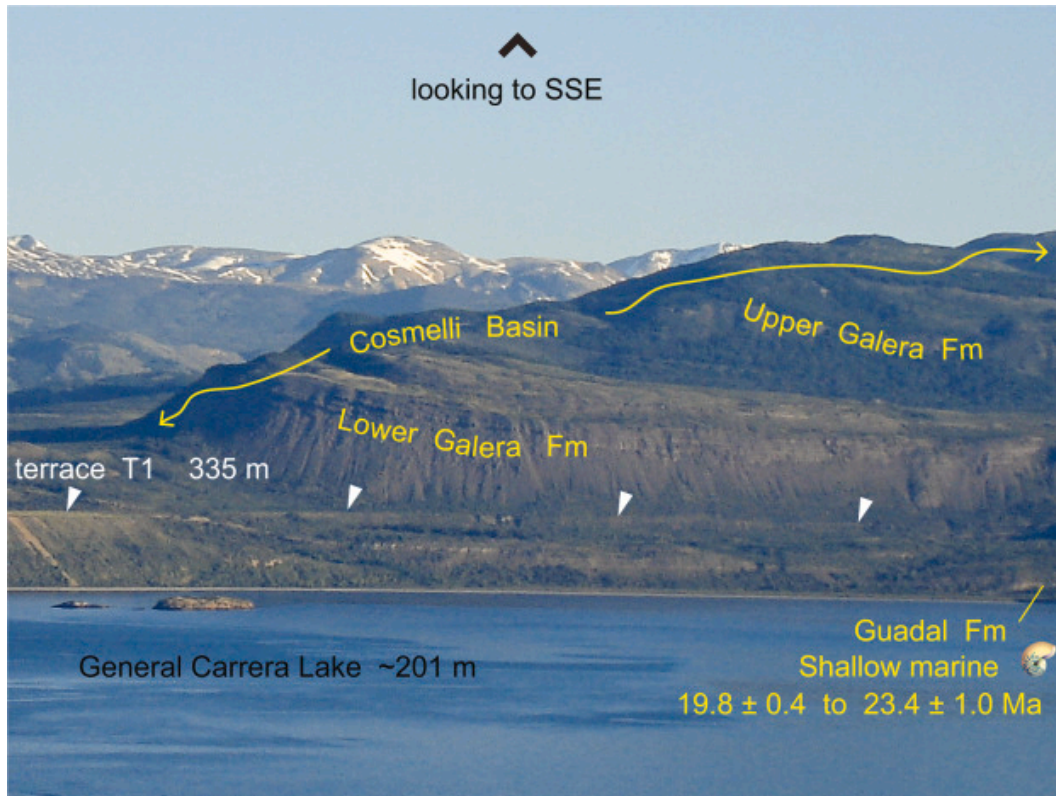 looking to SSE
Cosmelli Basin
Upper Galera Fm
Lower Galera Fm
terrace T1 335 m
Guadal Fm
General Carrera Lake ~201 m
Shallow marine
19.8 ± 0.4 to 23.4 ± 1.0 Ma